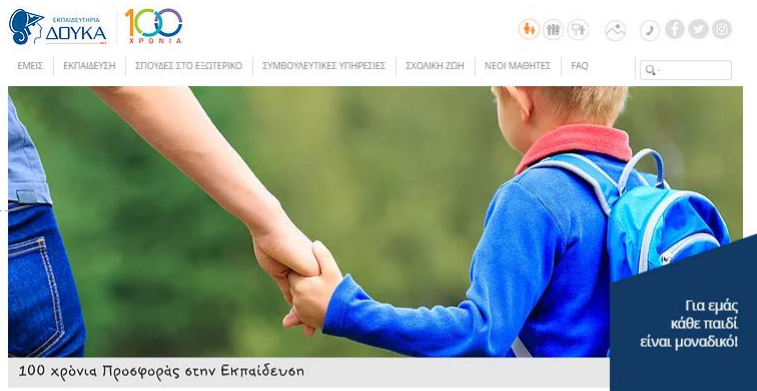 ΕΚΠΑΙΔΕΥΤΗΡΙΑ
ΔΟΥΚΑ
100
ΧΡΟΝΙΑ
ΕΜΕΙΣ
ΕΚΠΑΙΔΕΥΣΗ
ΣΠΟΥΔΕΣ ΣΤΟ ΕΞΩΤΕΡΙΚΟ
ΣΥΜΒΟΥΛΕΥΤΙΚΕΣ ΥΠΗΡΕΣΙΕΣ
ΣΧΟΛΙΚΗ ΖΩΗ
ΝΕΟΙ ΜΑΘΗΤΕΣ
FAQ
Για εμάς
κάθε παιδί
είναι μοναδικό!
100 χρόνια Προσφοράς στην Εκπαίδευση